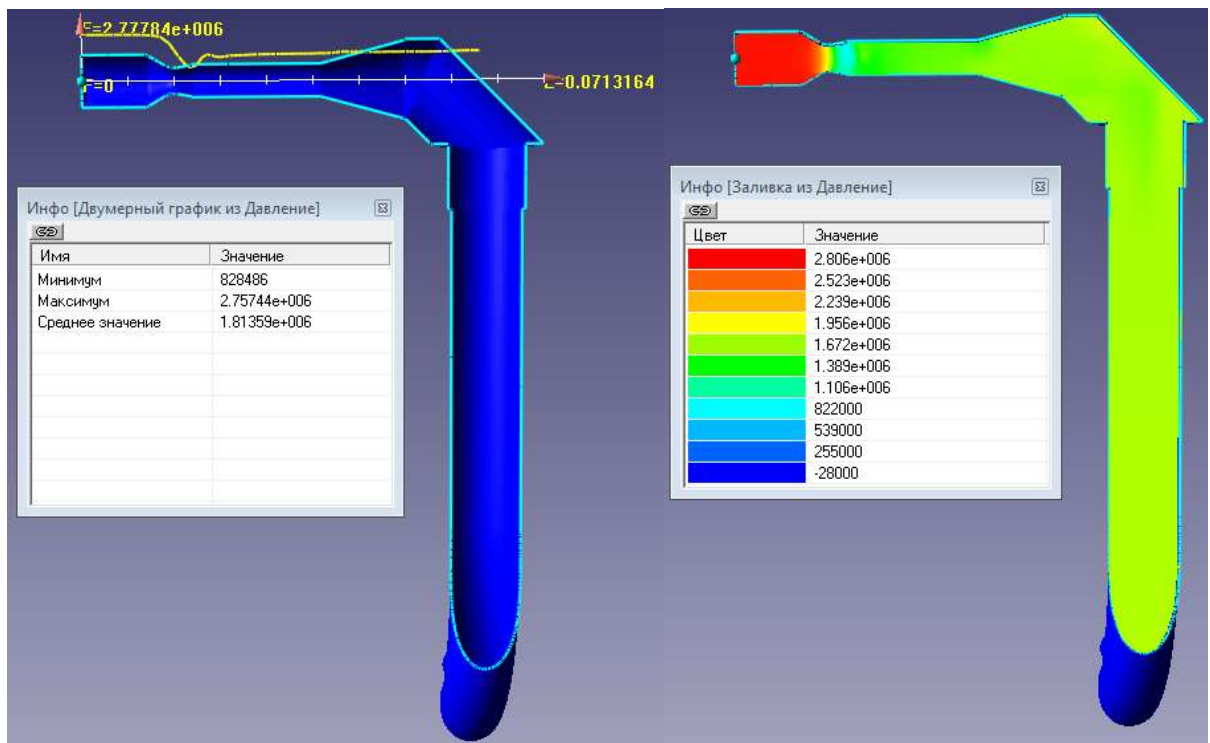 F=2.77784e+006
F=0
L=0.0713164
Инфо [Двумерный график из Давление]
Имя Значение
Минимум 828486
Максимум 2.75744e+006
Среднее значение 1.81359e+006
Инфо [Заливка из Давление]
Цвет Значение
2.806e+006
2.523e+006
2.239e+006
1.956e+006
1.672e+006
1.389e+006
1.106e+006
822000
539000
255000
-28000